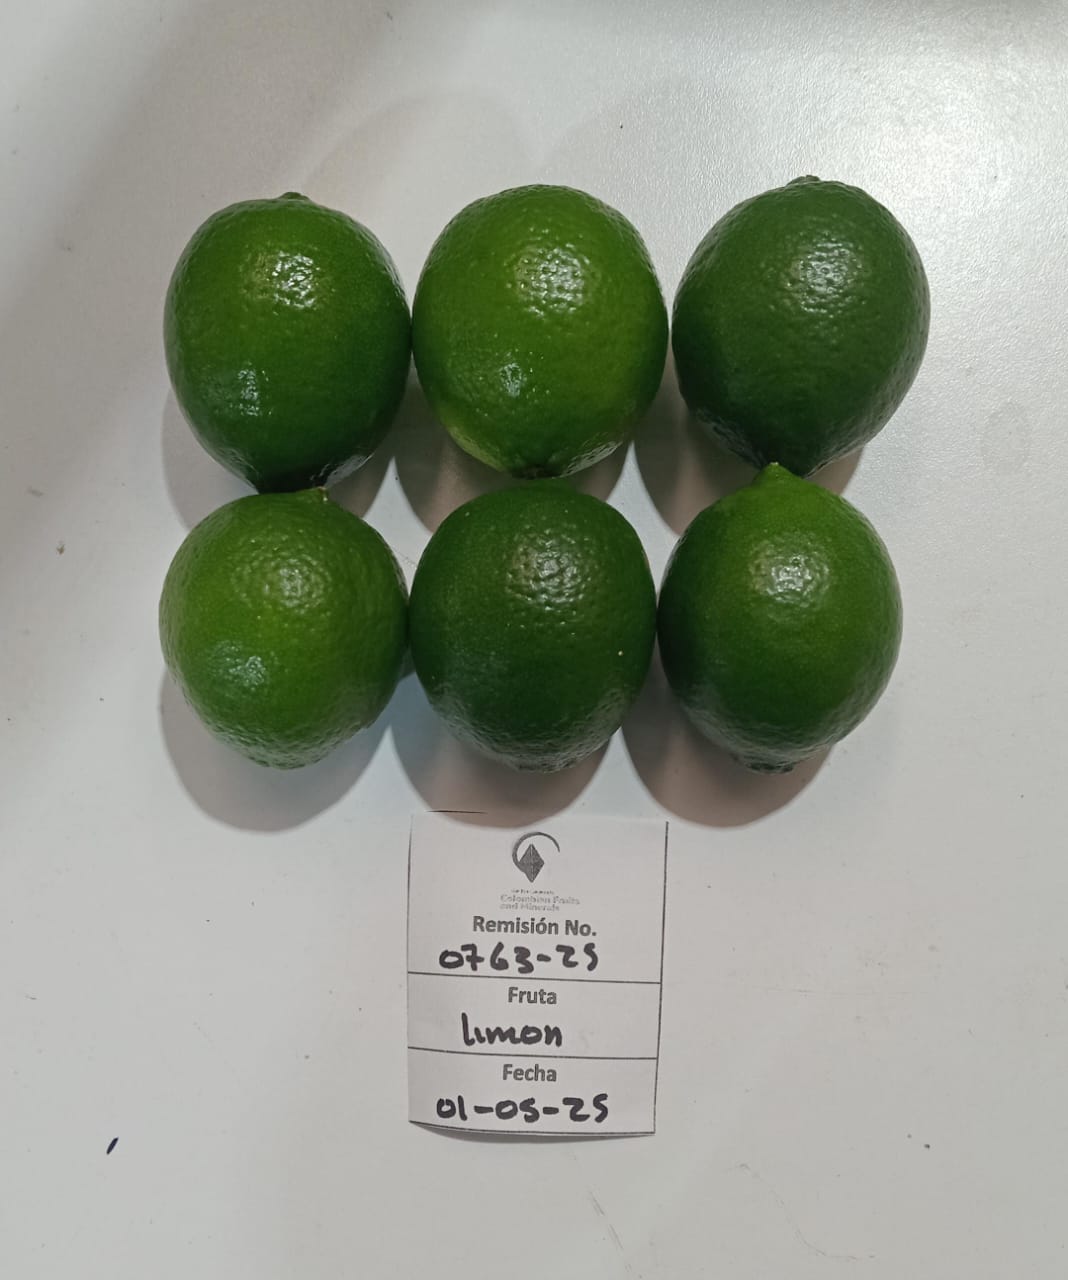 Colombian Fruits
and Minerals
Remisión No.
0763-25
Fruta
limon
Fecha
01-05-25